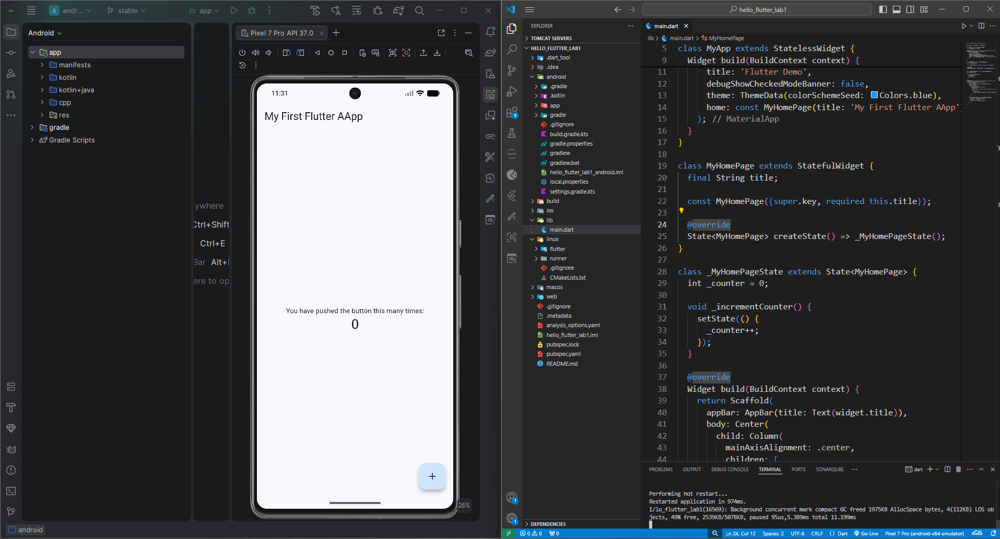 A andr...
stable
app
Android
app
manifests
kotlin
kotlin+java
cpp
res
gradle
Gradle Scripts
ywhere
Ctrl+Shift
Ctrl+E
Bar Alt+
ere to op
Pixel 7 Pro API 37.0
11:31
My First Flutter AApp
You have pushed the button this many times:
0
+
26%
android
hello_flutter_lab1
EXPLORER
TOMCAT SERVERS
HELLO_FLUTTER_LAB1
.dart_tool
.idea
android
.gradle
.kotlin
app
gradle
.gitignore
build.gradle.kts
gradle.properties
gradlew
gradlew.bat
hello_flutter_lab1_android.iml
local.properties
settings.gradle.kts
build
ios
lib
main.dart
linux
flutter
runner
.gitignore
CMakeLists.txt
macos
web
.gitignore
.metadata
analysis_options.yaml
hello_flutter_lab1.iml
pubspec.lock
pubspec.yaml
README.md
DEPENDENCIES
5
1
1
main.dart
lib > main.dart > MyHomePage
5 class MyApp extends StatelessWidget {
9 Widget build(BuildContext context) {
11 title: 'Flutter Demo',
12 debugShowCheckedModeBanner: false,
13 theme: ThemeData(colorSchemeSeed: Colors.blue),
14 home: const MyHomePage(title: 'My First Flutter AApp')
15 ); // MaterialApp
16 }
17 }
18
19 class MyHomePage extends StatefulWidget {
20 final String title;
21
22 const MyHomePage({super.key, required this.title});
23
24 @override
25 State<MyHomePage> createState() => _MyHomePageState();
26 }
27
28 class _MyHomePageState extends State<MyHomePage> {
29 int _counter = 0;
30
31 void _incrementCounter() {
32 setState(() {
33 _counter++;
34 });
35 }
36
37 @override
38 Widget build(BuildContext context) {
39 return Scaffold(
40 appBar: AppBar(title: Text(widget.title)),
41 body: Center(
42 child: Column(
43 mainAxisAlignment: .center,
44 children: [
PROBLEMS OUTPUT DEBUG CONSOLE TERMINAL PORTS SONARQUBE
dart
Performing hot restart...
Restarted application in 974ms.
I/lo_flutter_lab1(16569): Background concurrent mark compact GC freed 1975KB AllocSpace bytes, 4(112KB) LOS ob
jects, 49% free, 2539KB/5078KB, paused 95us,5.389ms total 11.199ms
0 0 0 Ln 24, Col 12 Spaces: 2 UTF-8 CRLF {} Dart Go Live Pixel 7 Pro (android-x64 emulator)